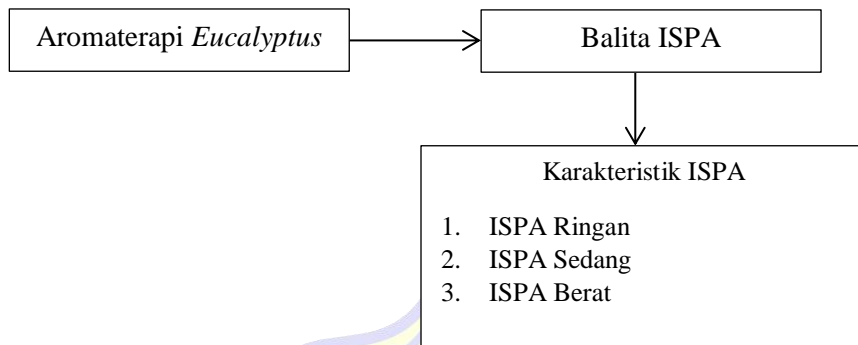 Aromaterapi Eucalyptus
Balita ISPA
Karakteristik ISPA
1. ISPA Ringan
2. ISPA Sedang
3. ISPA Berat